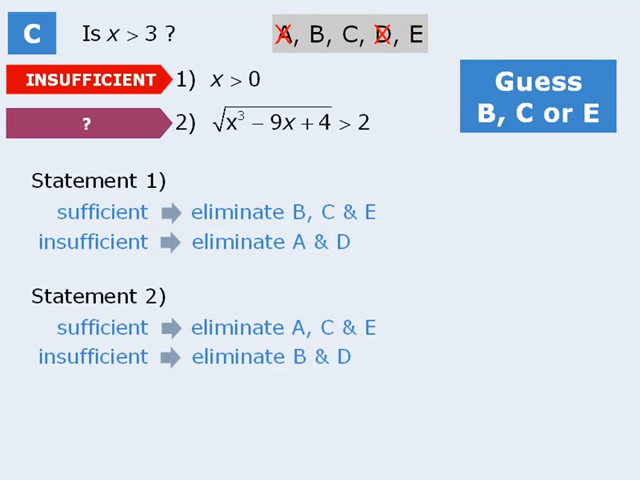 C Is x > 3 ? A, B, C, D, E
INSUFFICIENT 1) x > 0
? 2) √(x³ − 9x + 4) > 2
Guess
B, C or E
Statement 1)
sufficient ➡ eliminate B, C & E
insufficient ➡ eliminate A & D
Statement 2)
sufficient ➡ eliminate A, C & E
insufficient ➡ eliminate B & D